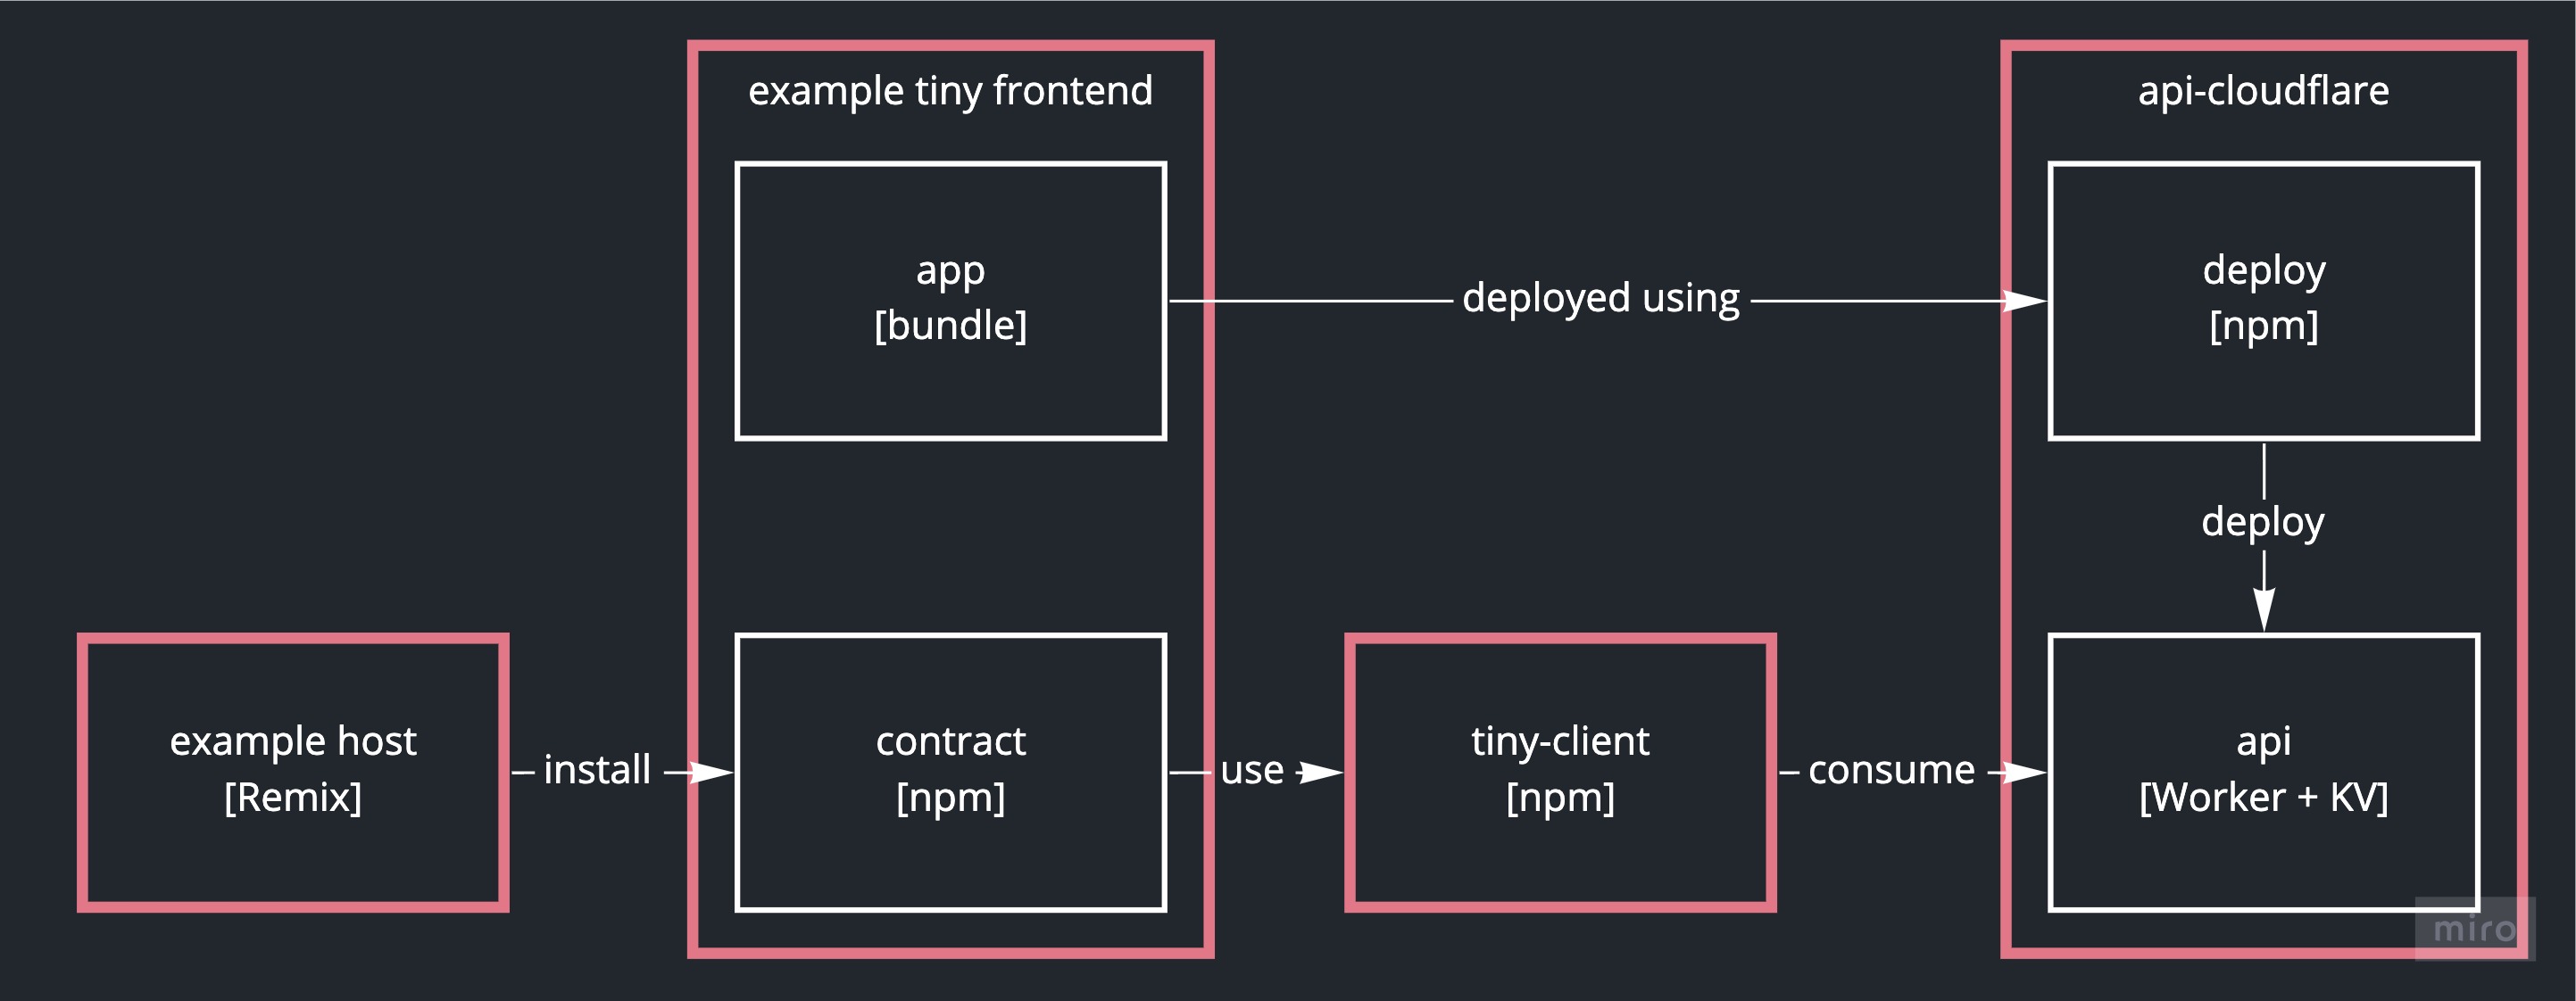 example tiny frontend
api-cloudflare
app
[bundle]
deployed using
deploy
[npm]
deploy
example host
[Remix]
install
contract
[npm]
use
tiny-client
[npm]
consume
api
[Worker + KV]
miro